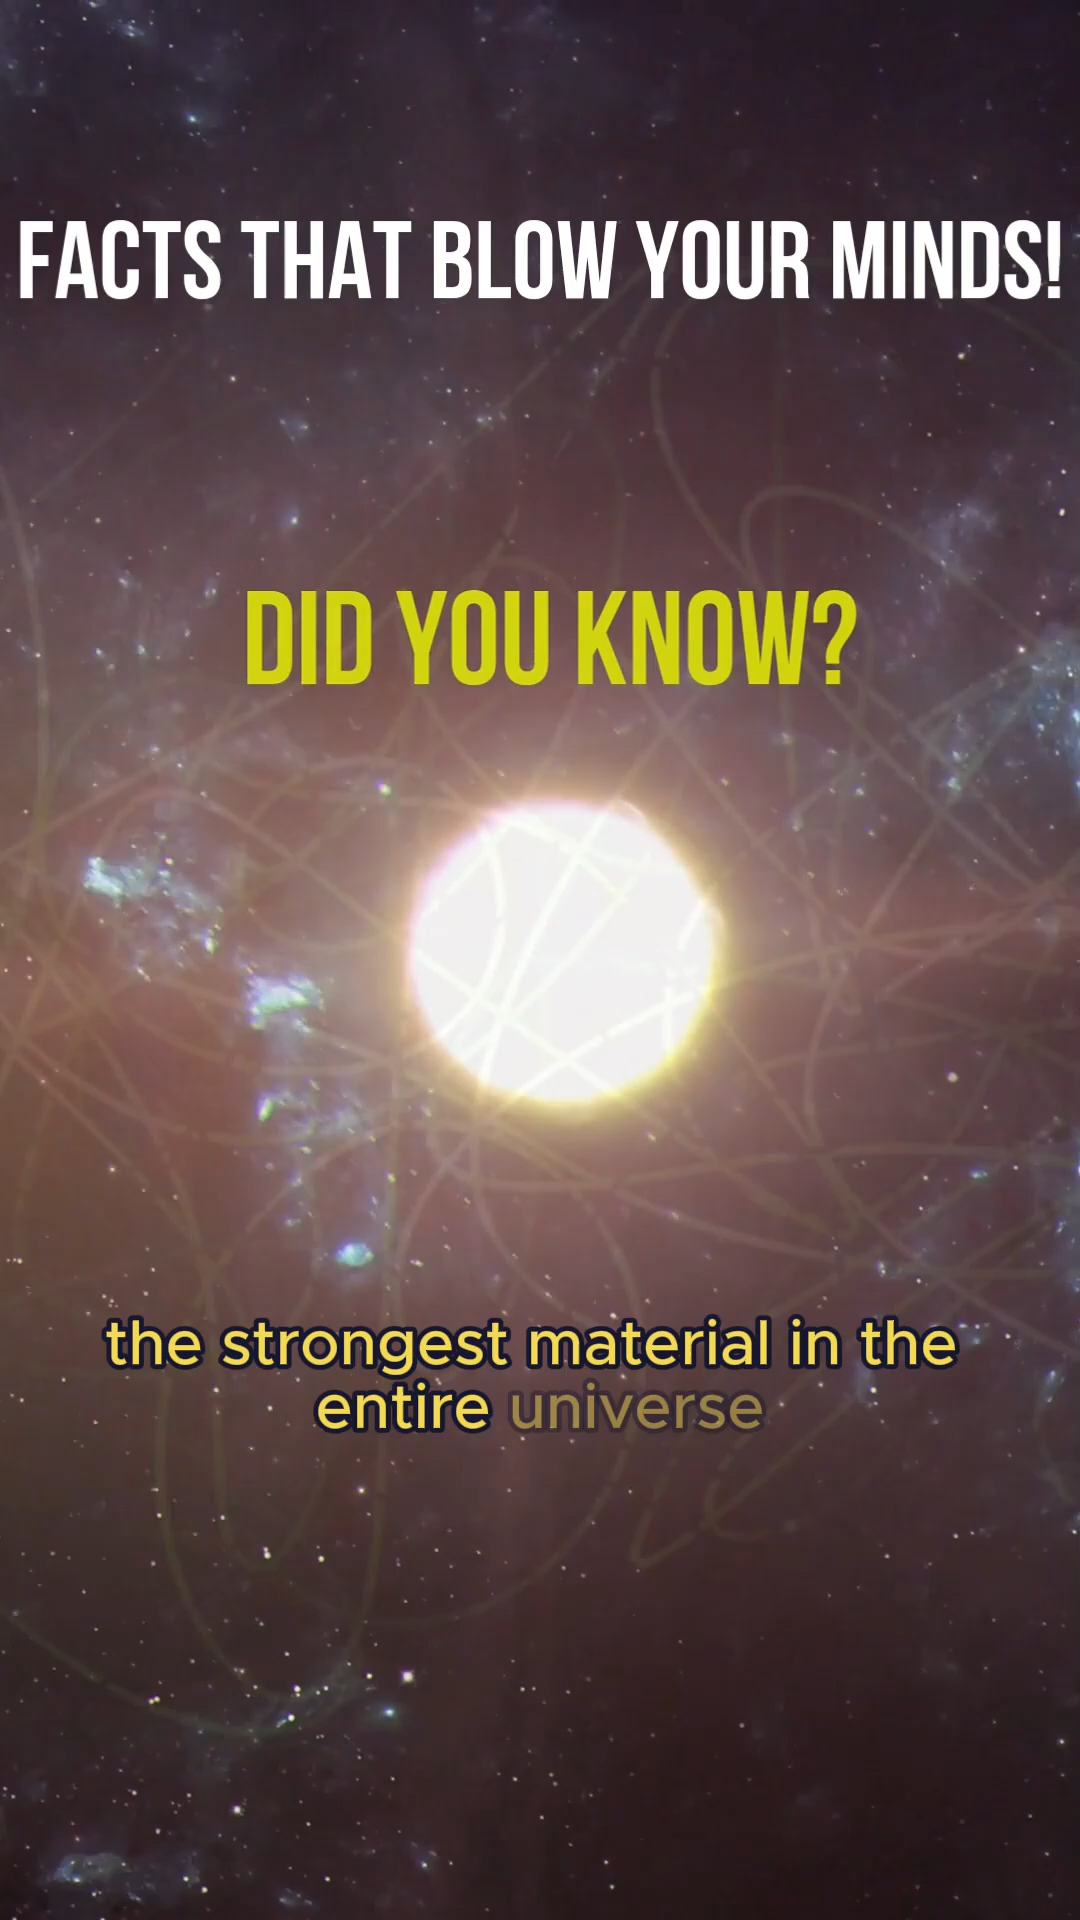 FACTS THAT BLOW YOUR MINDS!
DID YOU KNOW?
the strongest material in the
entire universe